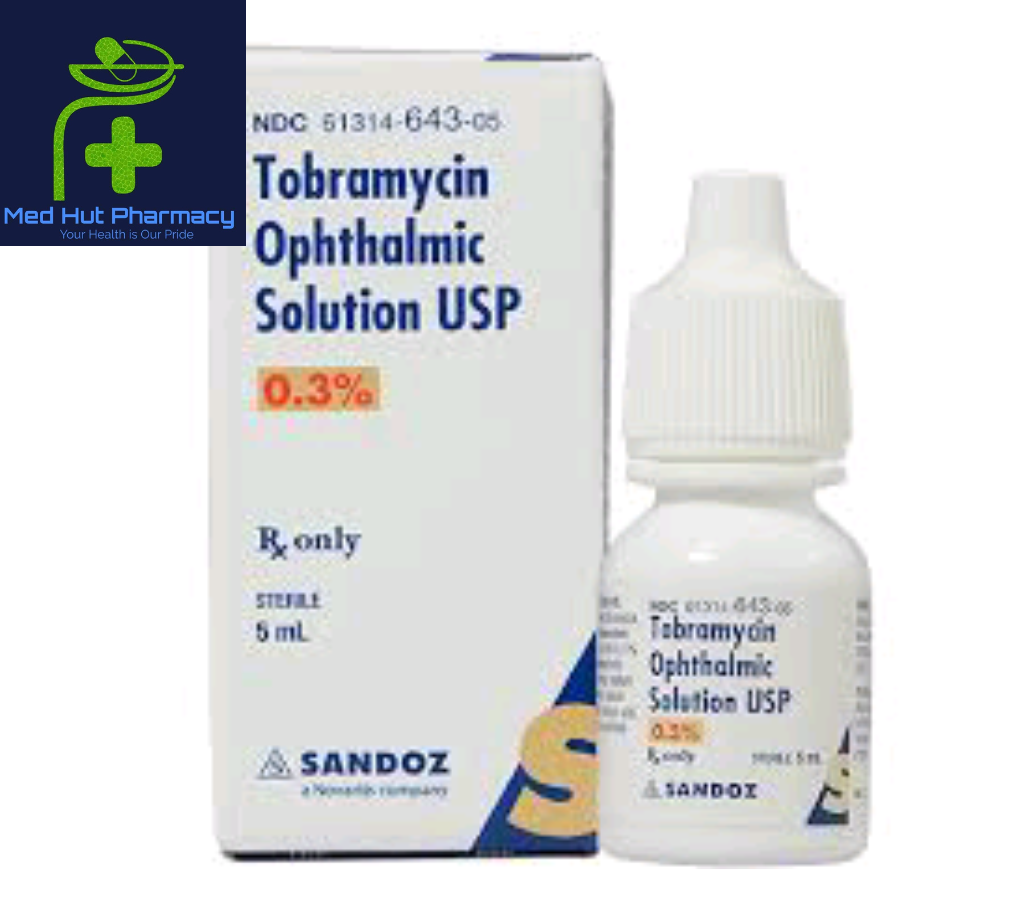 Med Hut Pharmacy
Your Health is Our Pride
NDC 61314-643-05
Tobramycin
Ophthalmic
Solution USP
0.3%
Rx only
STERILE
5 mL
SANDOZ
a Novartis company
S
NDC 61314-643-05
Tobramycin
Ophthalmic
Solution USP
0.3%
Rx only STERILE 5 mL
SANDOZ
S